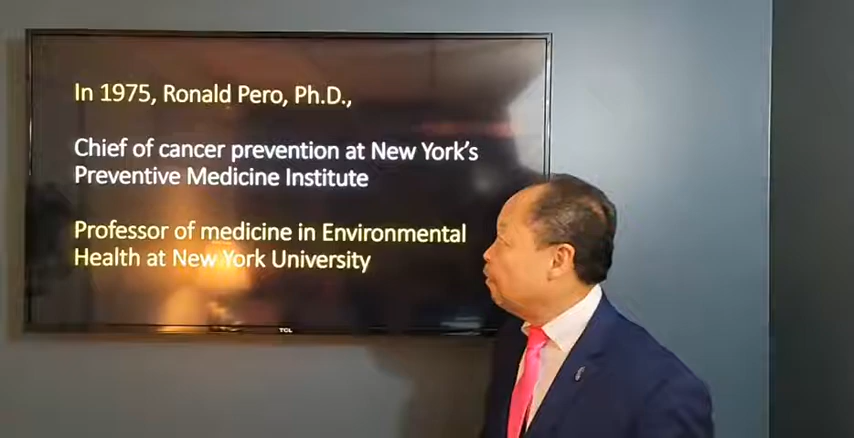 In 1975, Ronald Pero, Ph.D.,
Chief of cancer prevention at New York's
Preventive Medicine Institute
Professor of medicine in Environmental
Health at New York University
TCL